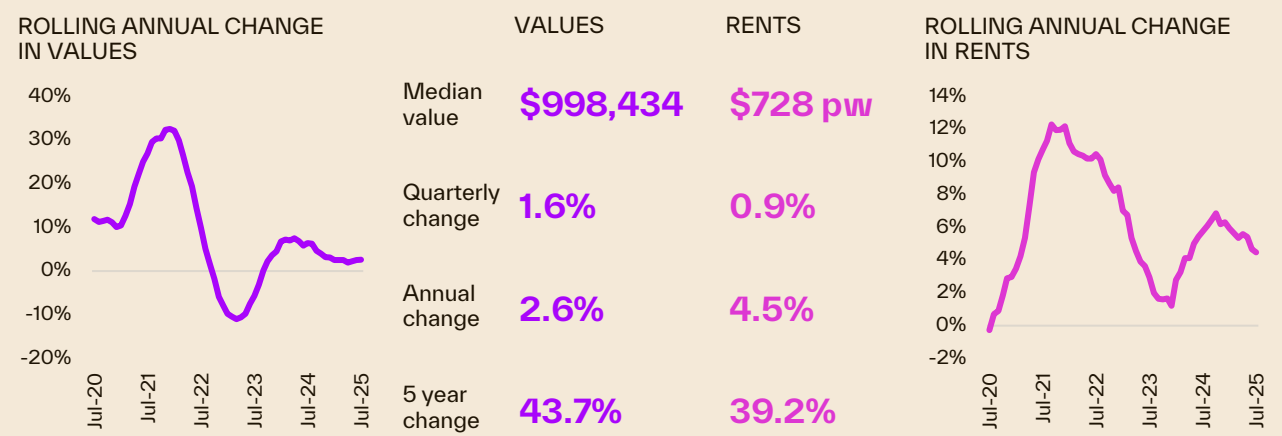 ROLLING ANNUAL CHANGE
IN VALUES
40%
30%
20%
10%
0%
-10%
-20%
Jul-20
Jul-21
Jul-22
Jul-23
Jul-24
Jul-25
VALUES
RENTS
Median
value
$998,434
$728 pw
Quarterly
change
1.6%
0.9%
Annual
change
2.6%
4.5%
5 year
change
43.7%
39.2%
ROLLING ANNUAL CHANGE
IN RENTS
14%
12%
10%
8%
6%
4%
2%
0%
-2%
Jul-20
Jul-21
Jul-22
Jul-23
Jul-24
Jul-25